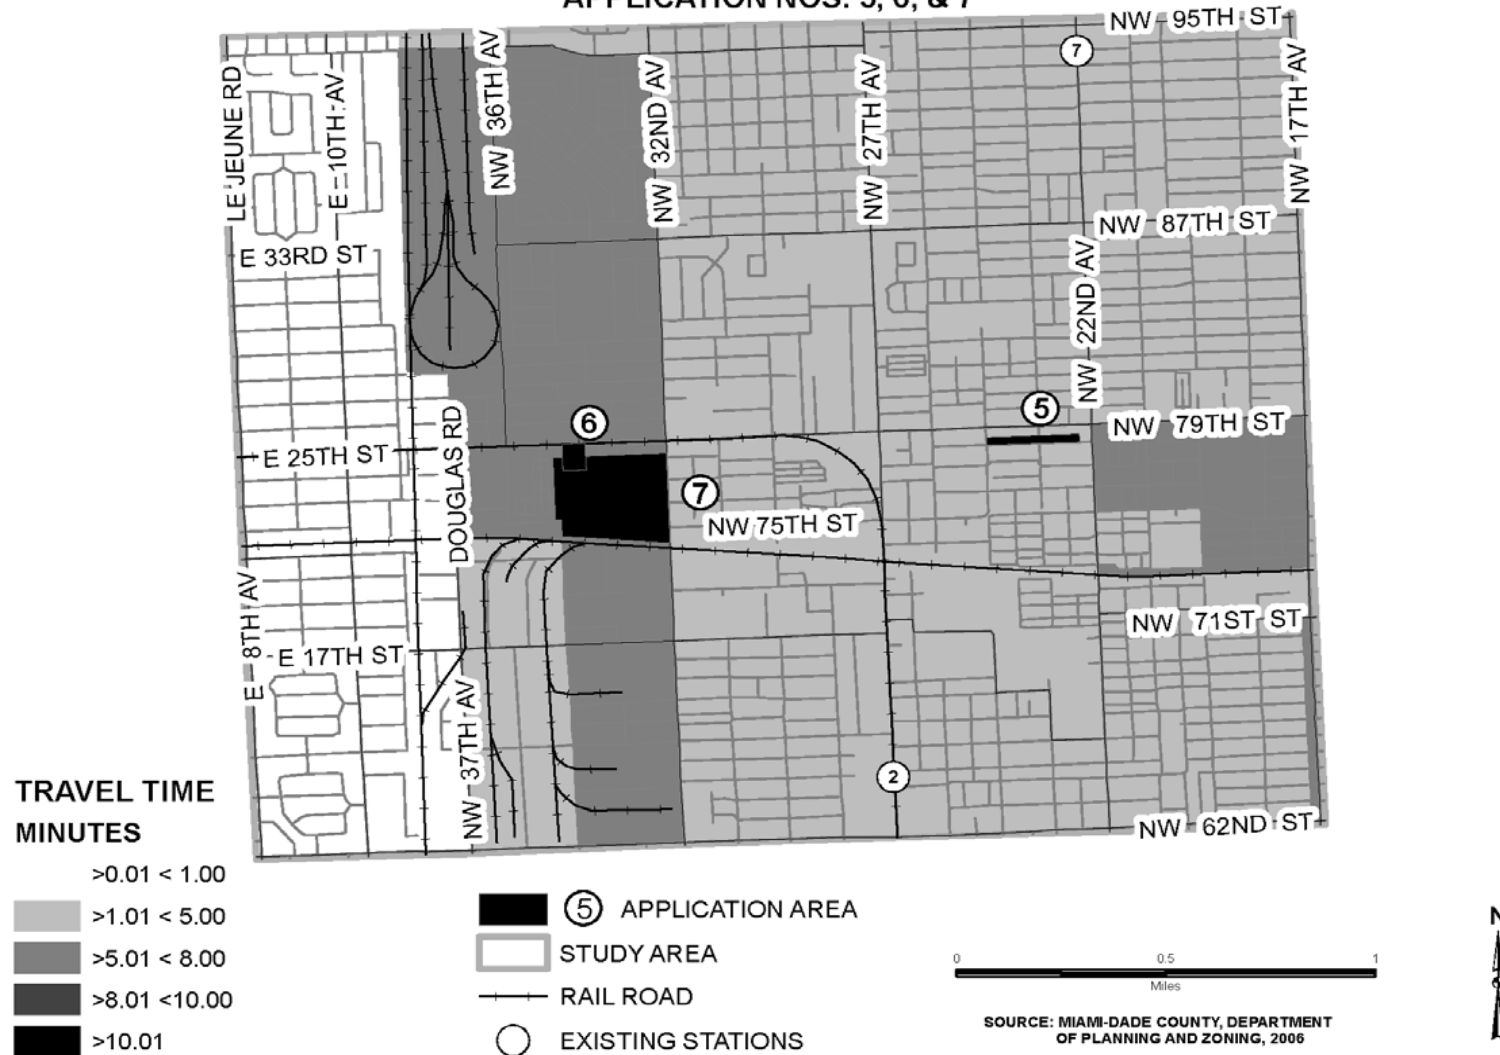 APPLICATION NOS. 5, 6, & 7
NW 95TH ST
7
LE JEUNE RD
E 10TH AV
NW 36TH AV
NW 32ND AV
NW 27TH AV
NW 17TH AV
NW 87TH ST
E 33RD ST
NW 22ND AV
6
5
NW 79TH ST
E 25TH ST
DOUGLAS RD
7
NW 75TH ST
E 8TH AV
NW 71ST ST
E 17TH ST
NW 37TH AV
2
NW 62ND ST
TRAVEL TIME
MINUTES
>0.01 < 1.00
>1.01 < 5.00
>5.01 < 8.00
>8.01 <10.00
>10.01
5 APPLICATION AREA
STUDY AREA
RAIL ROAD
EXISTING STATIONS
0 0.5 1
Miles
SOURCE: MIAMI-DADE COUNTY, DEPARTMENT
OF PLANNING AND ZONING, 2006
N